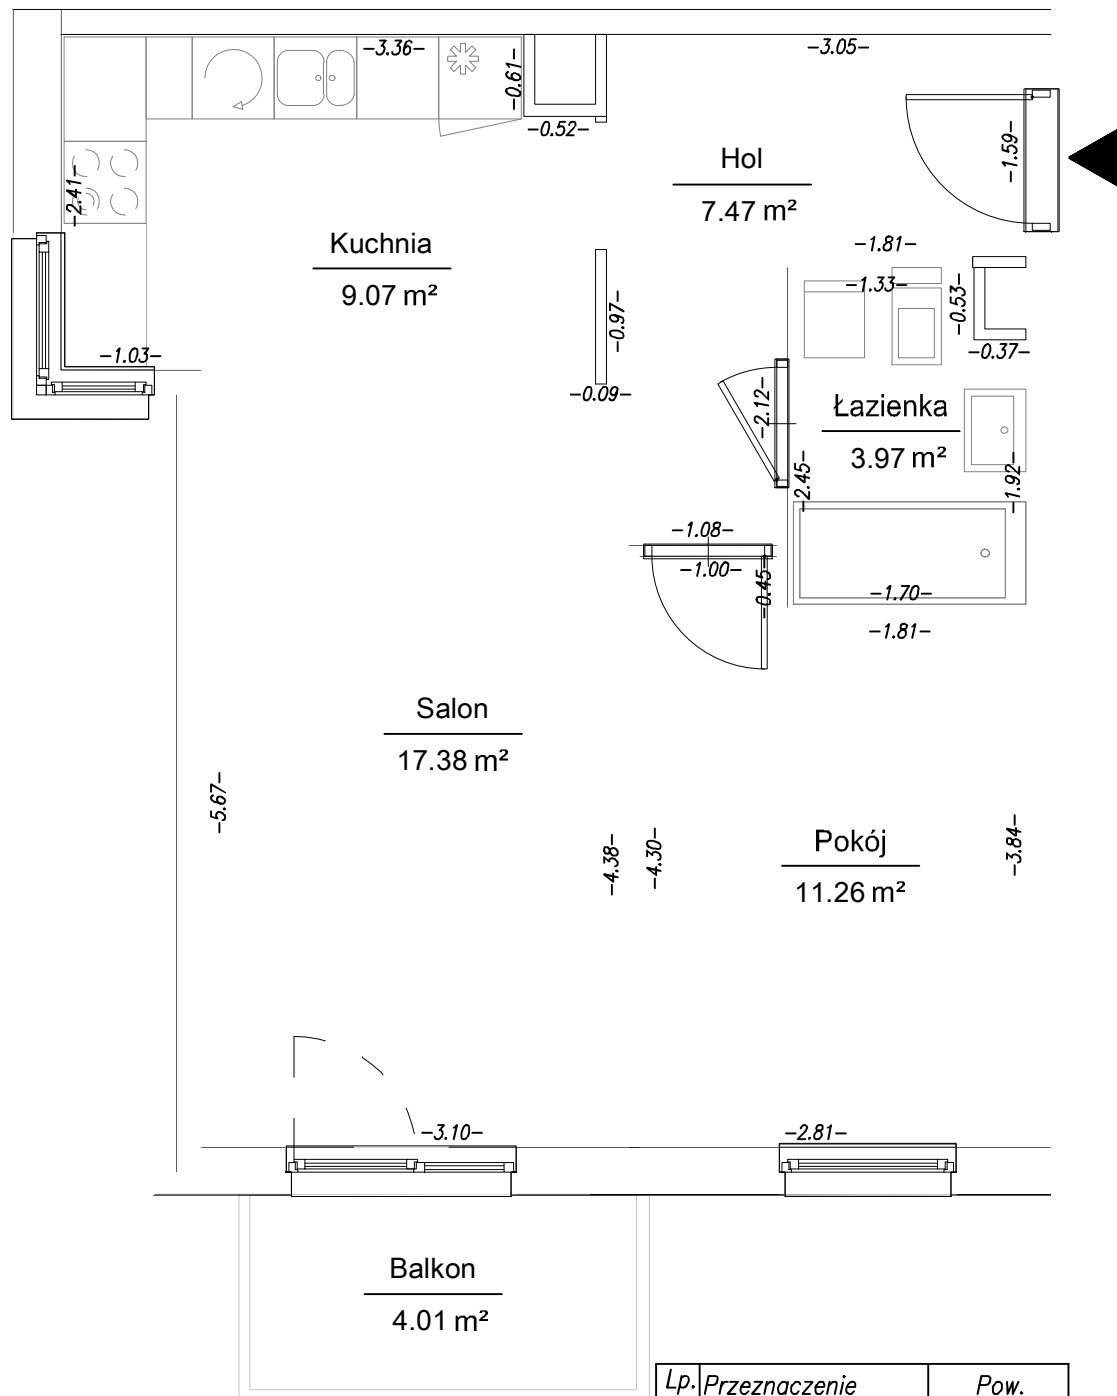 -3.36-
-3.05-
-0.61-
-0.52-
-1.59-
Hol
7.47 m²
-2.41-
Kuchnia
9.07 m²
-1.81-
-1.33-
-0.53-
-0.37-
-0.97-
-0.09-
-1.03-
-2.12-
Łazienka
3.97 m²
-2.45-
-1.92-
-1.08-
-1.00-
-0.45-
-1.70-
-1.81-
Salon
17.38 m²
-5.67-
-4.38-
-4.30-
Pokój
11.26 m²
-3.84-
-3.10-
-2.81-
Balkon
4.01 m²
Lp. Przeznaczenie Pow.